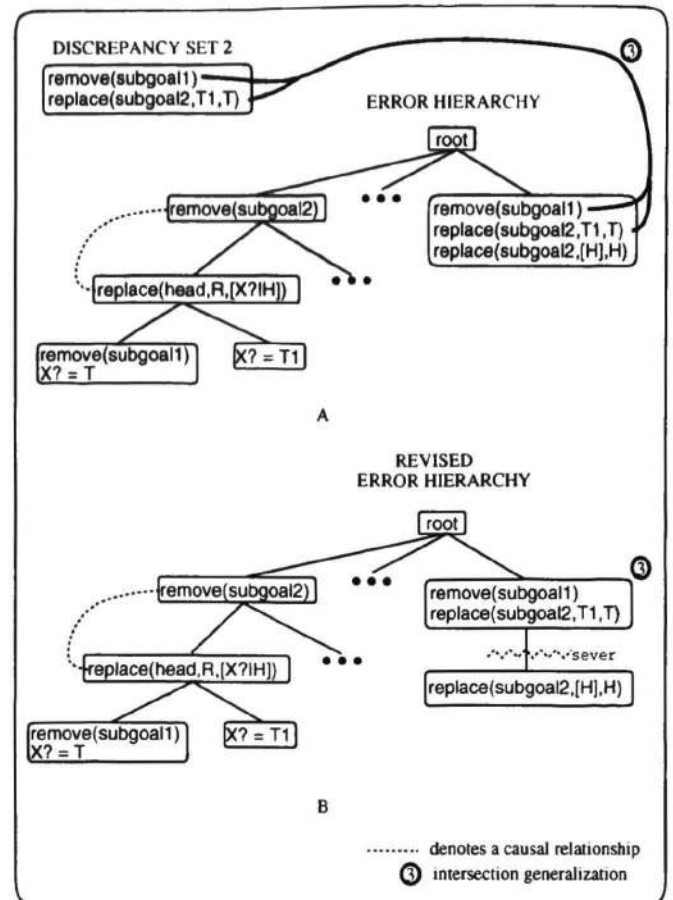 DISCREPANCY SET 2
③
remove(subgoal1)
replace(subgoal2,T1,T)
ERROR HIERARCHY
root
remove(subgoal2)
•••
remove(subgoal1)
replace(subgoal2,T1,T)
replace(subgoal2,[H],H)
replace(head,R,[X?|H])
•••
remove(subgoal1)
X? = T
X? = T1
A
REVISED
ERROR HIERARCHY
root
remove(subgoal2)
•••
remove(subgoal1)
replace(subgoal2,T1,T)
③
replace(head,R,[X?|H])
•••
sever
replace(subgoal2,[H],H)
remove(subgoal1)
X? = T
X? = T1
B
denotes a causal relationship
③ intersection generalization